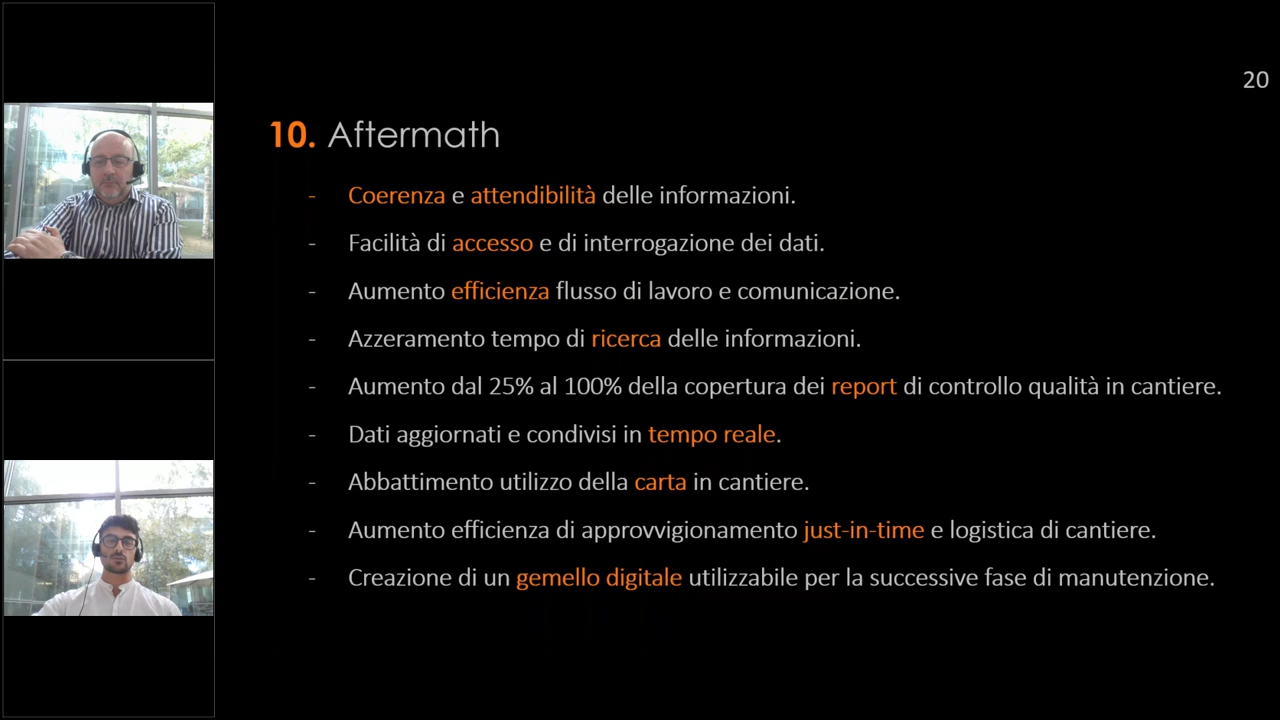 20
10. Aftermath
- Coerenza e attendibilità delle informazioni.
- Facilità di accesso e di interrogazione dei dati.
- Aumento efficienza flusso di lavoro e comunicazione.
- Azzeramento tempo di ricerca delle informazioni.
- Aumento dal 25% al 100% della copertura dei report di controllo qualità in cantiere.
- Dati aggiornati e condivisi in tempo reale.
- Abbattimento utilizzo della carta in cantiere.
- Aumento efficienza di approvvigionamento just-in-time e logistica di cantiere.
- Creazione di un gemello digitale utilizzabile per la successive fase di manutenzione.